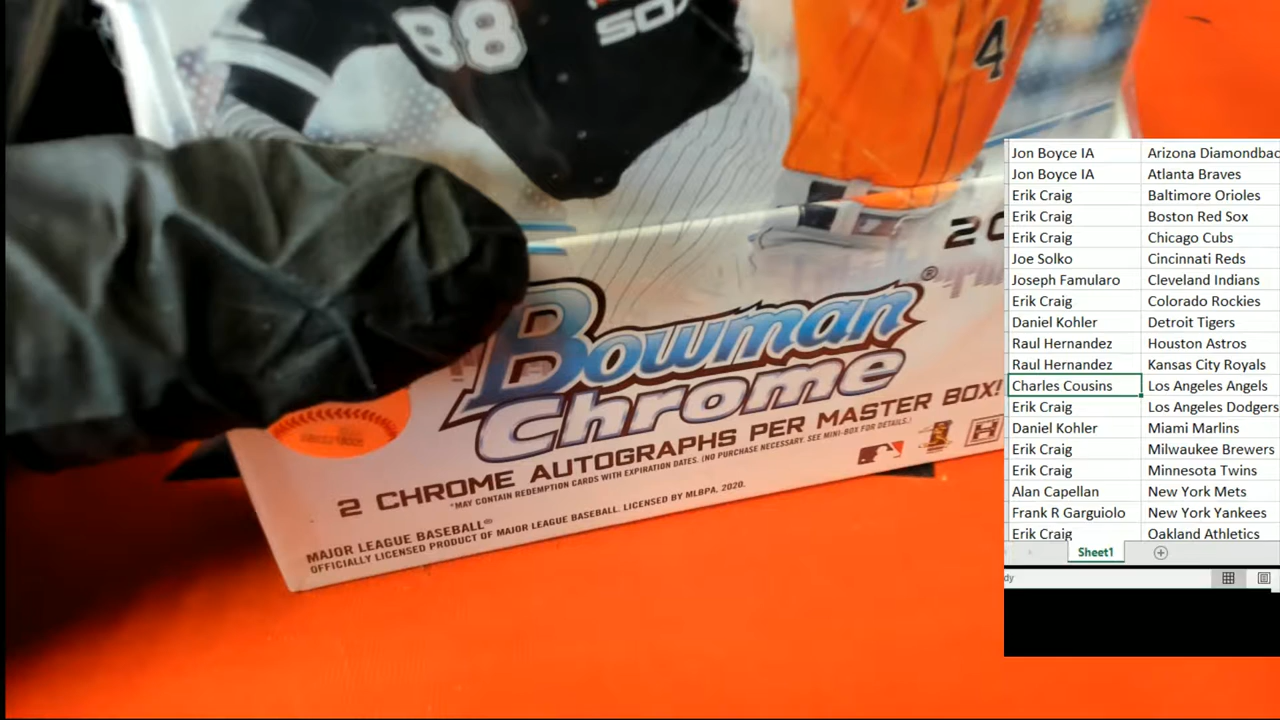 88
SOX
4
20
Bowman®
Chrome
2 CHROME AUTOGRAPHS PER MASTER BOX!
*MAY CONTAIN REDEMPTION CARDS WITH EXPIRATION DATES. (NO PURCHASE NECESSARY. SEE MINI-BOX FOR DETAILS.)
MAJOR LEAGUE BASEBALL®
OFFICIALLY LICENSED PRODUCT OF MAJOR LEAGUE BASEBALL. LICENSED BY MLBPA, 2020.
Jon Boyce IA Arizona Diamondbac
Jon Boyce IA Atlanta Braves
Erik Craig Baltimore Orioles
Erik Craig Boston Red Sox
Erik Craig Chicago Cubs
Joe Solko Cincinnati Reds
Joseph Famularo Cleveland Indians
Erik Craig Colorado Rockies
Daniel Kohler Detroit Tigers
Raul Hernandez Houston Astros
Raul Hernandez Kansas City Royals
Charles Cousins Los Angeles Angels
Erik Craig Los Angeles Dodgers
Daniel Kohler Miami Marlins
Erik Craig Milwaukee Brewers
Erik Craig Minnesota Twins
Alan Capellan New York Mets
Frank R Garguiolo New York Yankees
Erik Craig Oakland Athletics
Sheet1
dy